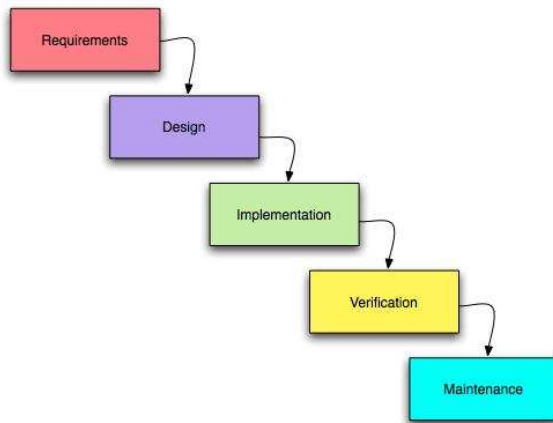 Requirements
Design
Implementation
Verification
Maintenance